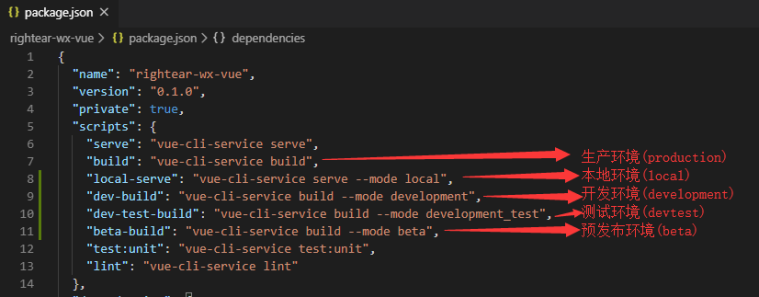 {} package.json ×
rightear-wx-vue > {} package.json > {} dependencies
1 {
2 "name": "rightear-wx-vue",
3 "version": "0.1.0",
4 "private": true,
5 "scripts": {
6 "serve": "vue-cli-service serve",
7 "build": "vue-cli-service build", 生产环境(production)
8 "local-serve": "vue-cli-service serve --mode local", 本地环境(local)
9 "dev-build": "vue-cli-service build --mode development", 开发环境(development)
10 "dev-test-build": "vue-cli-service build --mode development_test", 测试环境(devtest)
11 "beta-build": "vue-cli-service build --mode beta", 预发布环境(beta)
12 "test:unit": "vue-cli-service test:unit",
13 "lint": "vue-cli-service lint"
14 },